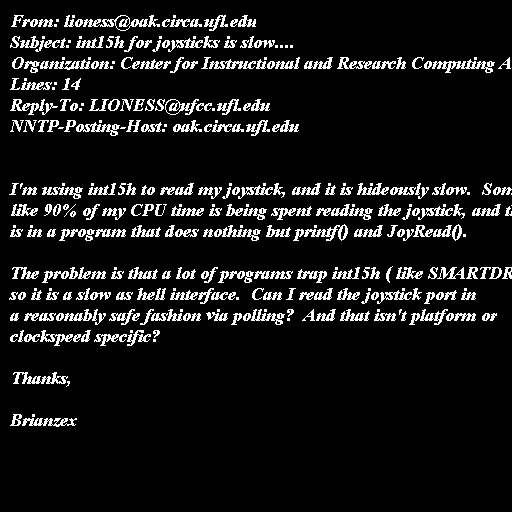 From: lioness@oak.circa.ufl.edu
Subject: int15h for joysticks is slow....
Organization: Center for Instructional and Research Computing A
Lines: 14
Reply-To: LIONESS@ufcc.ufl.edu
NNTP-Posting-Host: oak.circa.ufl.edu

I'm using int15h to read my joystick, and it is hideously slow. Som
like 90% of my CPU time is being spent reading the joystick, and th
is in a program that does nothing but printf() and JoyRead().

The problem is that a lot of programs trap int15h ( like SMARTDR
so it is a slow as hell interface. Can I read the joystick port in
a reasonably safe fashion via polling? And that isn't platform or
clockspeed specific?

Thanks,

Brianzex